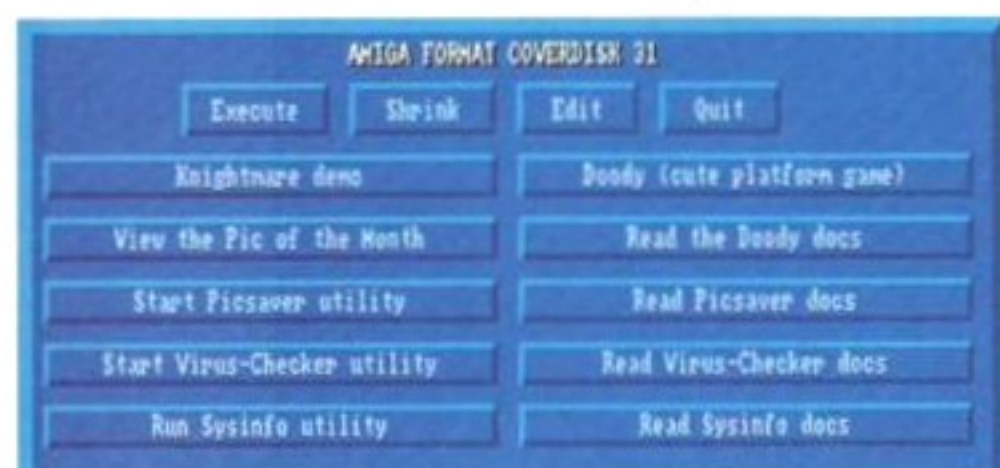 AMIGA FORMAT COVERDISK 31
Execute Shrink Edit Quit
Knightmare demo Doody (cute platform game)
View the Pic of the Month Read the Doody docs
Start Picsaver utility Read Picsaver docs
Start Virus-Checker utility Read Virus-Checker docs
Run Sysinfo utility Read Sysinfo docs